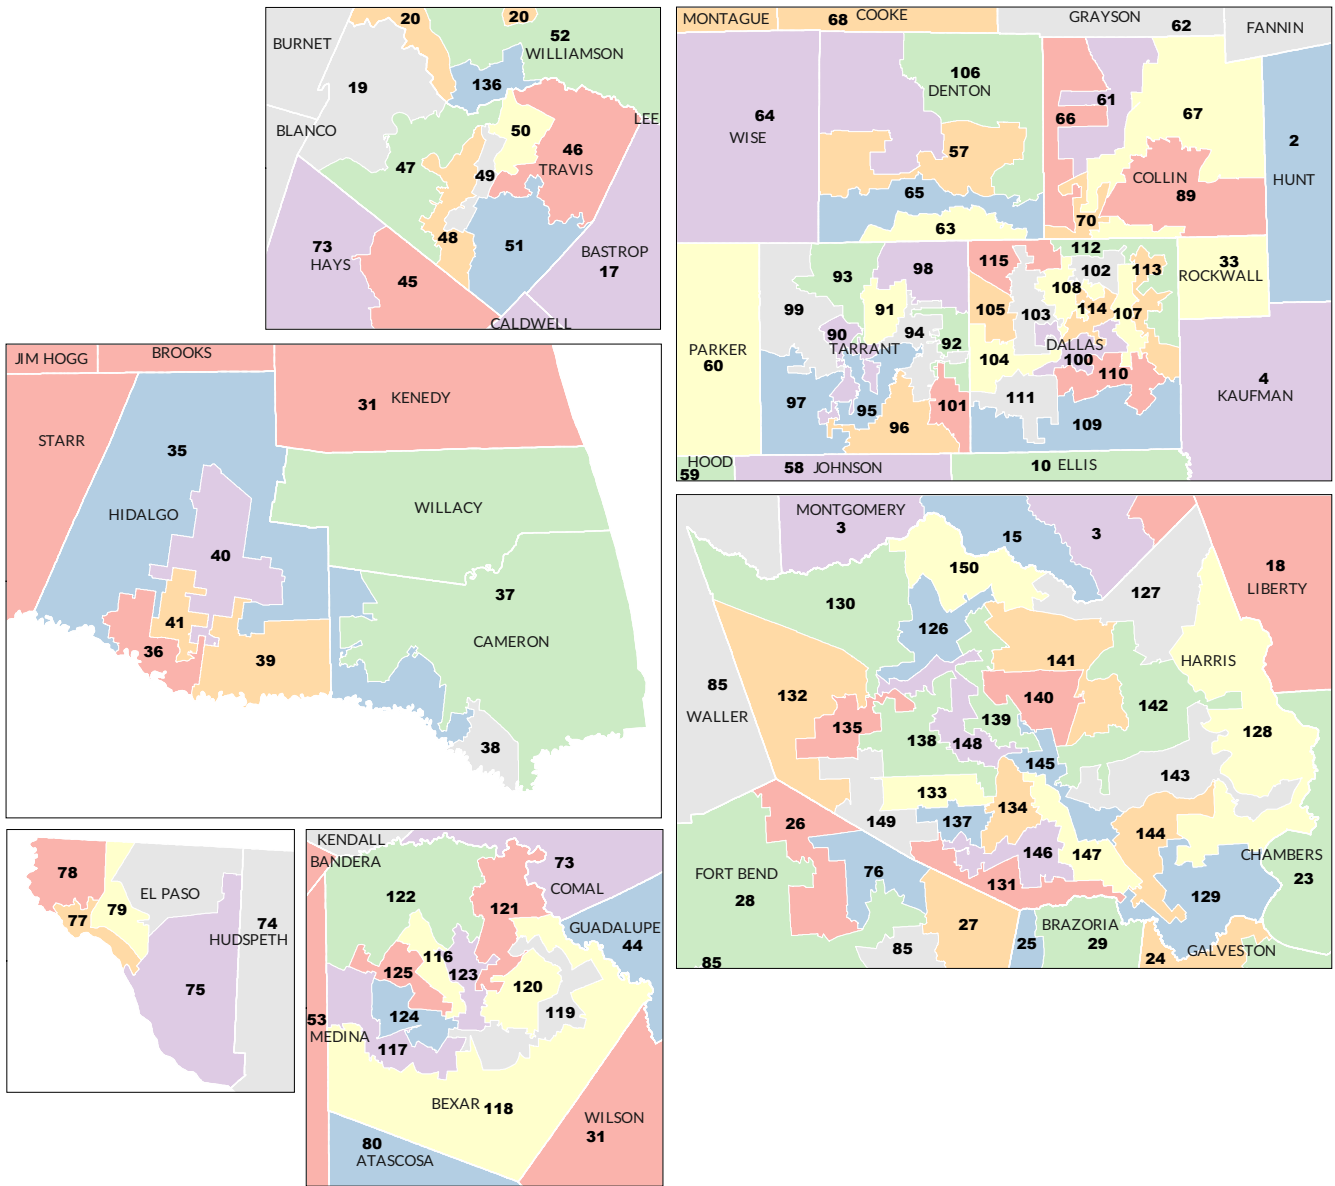 20
20
52
WILLIAMSON
BURNET
19
136
BLANCO
LEE
50
46
TRAVIS
47
49
48
51
73
HAYS
45
BASTROP
17
CALDWELL
MONTAGUE
68 COOKE
GRAYSON
62
FANNIN
64
WISE
106
DENTON
61
66
67
2
HUNT
57
65
63
COLLIN
89
70
112
115
102
113
33
ROCKWALL
93
98
108
99
91
105
103
114
107
90
94
92
TARRANT
DALLAS
104
100
110
PARKER
60
97
95
96
101
111
109
4
KAUFMAN
HOOD
59
58 JOHNSON
10 ELLIS
JIM HOGG
BROOKS
31 KENEDY
STARR
35
HIDALGO
WILLACY
40
37
CAMERON
41
36
39
38
MONTGOMERY
3
15
3
150
18
LIBERTY
130
127
126
HARRIS
141
85
WALLER
132
140
142
135
139
138
148
128
145
143
133
134
26
149
137
144
146
147
76
131
CHAMBERS
23
FORT BEND
28
129
27
BRAZORIA
29
25
85
24
GALVESTON
85
78
EL PASO
77
79
74
HUDSPETH
75
KENDALL
BANDERA
73
COMAL
122
121
GUADALUPE
44
116
125
123
120
119
124
53
MEDINA
117
BEXAR 118
WILSON
31
80
ATASCOSA